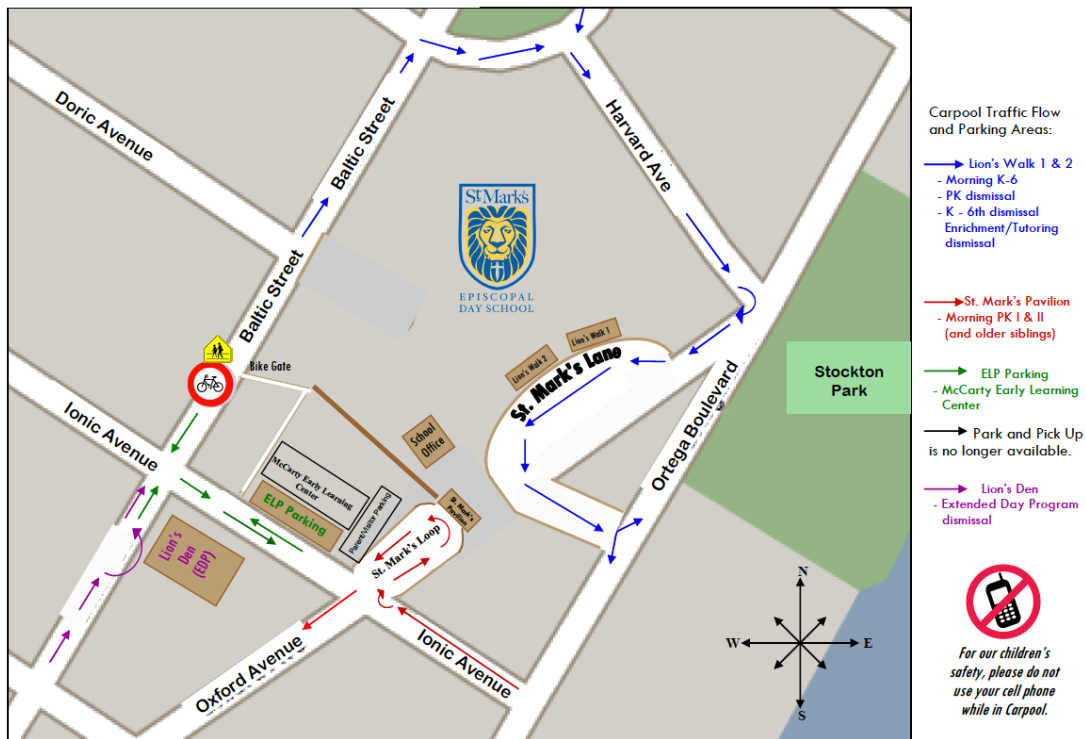 Doric Avenue
Baltic Street
Harvard Ave
St. Mark's
EPISCOPAL
DAY SCHOOL
Baltic Street
Bike Gate
Lion's Walk 1
Lion's Walk 2
St. Mark's Lane
Stockton
Park
Ortega Boulevard
Ionic Avenue
School
Office
McCarty Early Learning
Center
ELP Parking
Parent/Visitor Parking
St. Mark's
Pavilion
St. Mark's Loop
Lion's
Den
(EDP)
Oxford Avenue
Ionic Avenue
N
W
E
S
Carpool Traffic Flow
and Parking Areas:
Lion's Walk 1 & 2
- Morning K-6
- PK dismissal
- K - 6th dismissal
Enrichment/Tutoring
dismissal
St. Mark's Pavilion
- Morning PK I & II
(and older siblings)
ELP Parking
- McCarty Early Learning
Center
Park and Pick Up
is no longer available.
Lion's Den
- Extended Day Program
dismissal
For our children's
safety, please do not
use your cell phone
while in Carpool.